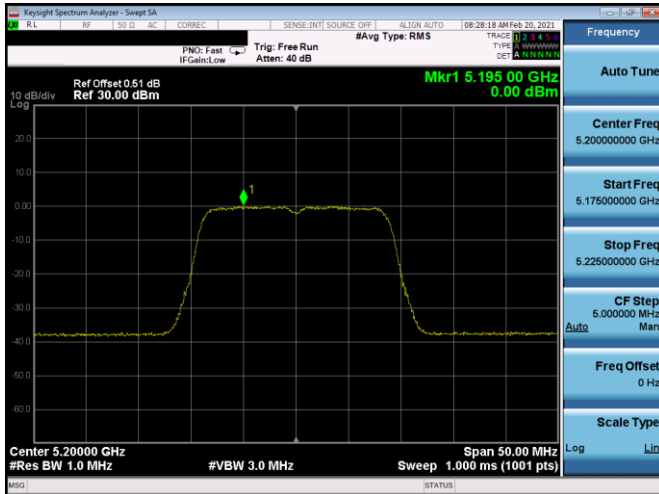 Keysight Spectrum Analyzer - Swept SA
RL RF 50 Ω AC CORREC SENSE:INT SOURCE OFF ALIGN AUTO 08:28:18 AM Feb 20, 2021
#Avg Type: RMS
TRACE 1 2 3 4 5 6
PNO: Fast Trig: Free Run TYPE A WWWWW
IFGain:Low Atten: 40 dB DET A N N N N N
Ref Offset 0.51 dB
10 dB/div Ref 30.00 dBm
Log
Mkr1 5.195 00 GHz
0.00 dBm
20.0
10.0
0.00
-10.0
-20.0
-30.0
-40.0
-50.0
-60.0
1
Center 5.20000 GHz Span 50.00 MHz
#Res BW 1.0 MHz #VBW 3.0 MHz Sweep 1.000 ms (1001 pts)
MSG STATUS
Frequency
Auto Tune
Center Freq
5.200000000 GHz
Start Freq
5.175000000 GHz
Stop Freq
5.225000000 GHz
CF Step
5.000000 MHz
Auto Man
Freq Offset
0 Hz
Scale Type
Log Lin